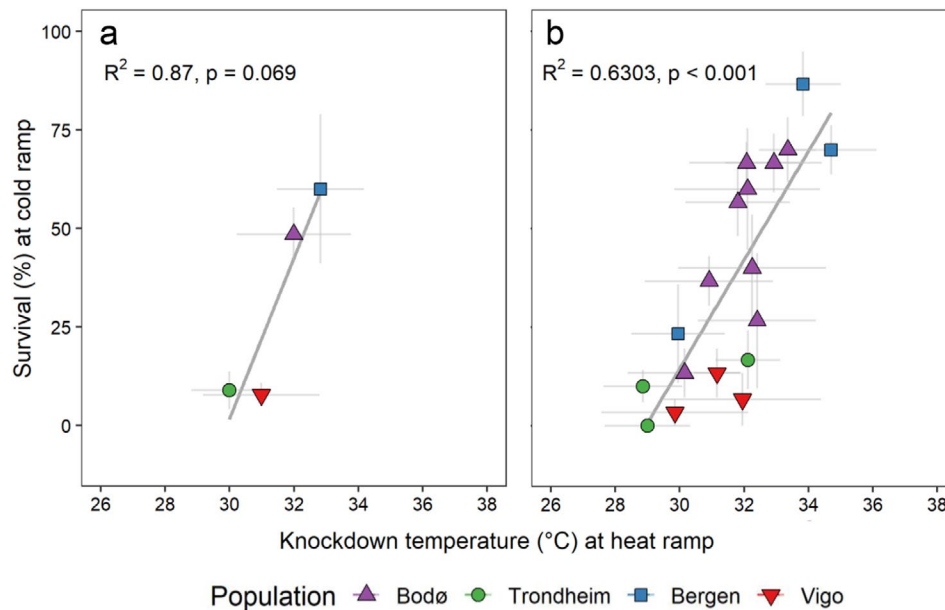 a
b
R² = 0.87, p = 0.069
R² = 0.6303, p < 0.001
Survival (%) at cold ramp
100
75
50
25
0
26 28 30 32 34 36 38
26 28 30 32 34 36 38
Knockdown temperature (°C) at heat ramp
Population Bodø Trondheim Bergen Vigo